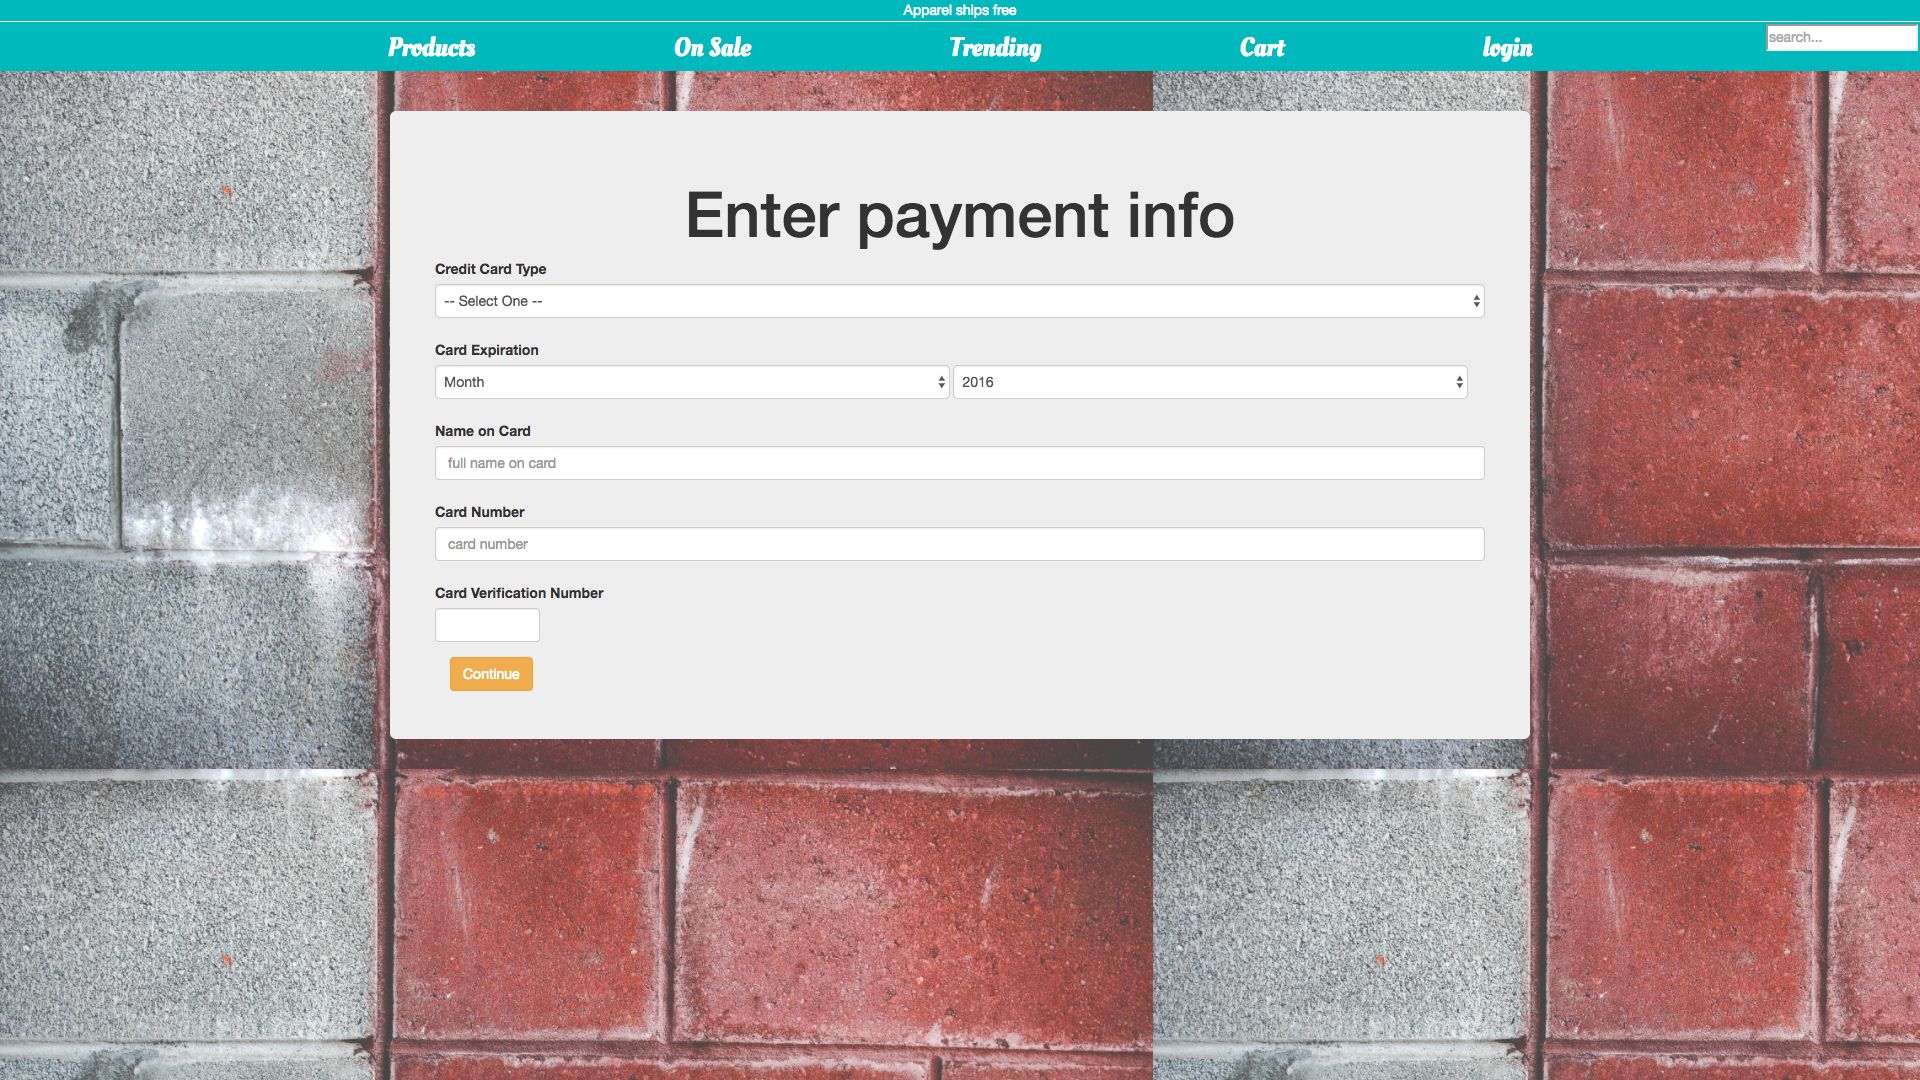 Apparel ships free
Products On Sale Trending Cart login search...
Enter payment info
Credit Card Type
-- Select One --
Card Expiration
Month 2016
Name on Card
full name on card
Card Number
card number
Card Verification Number
Continue